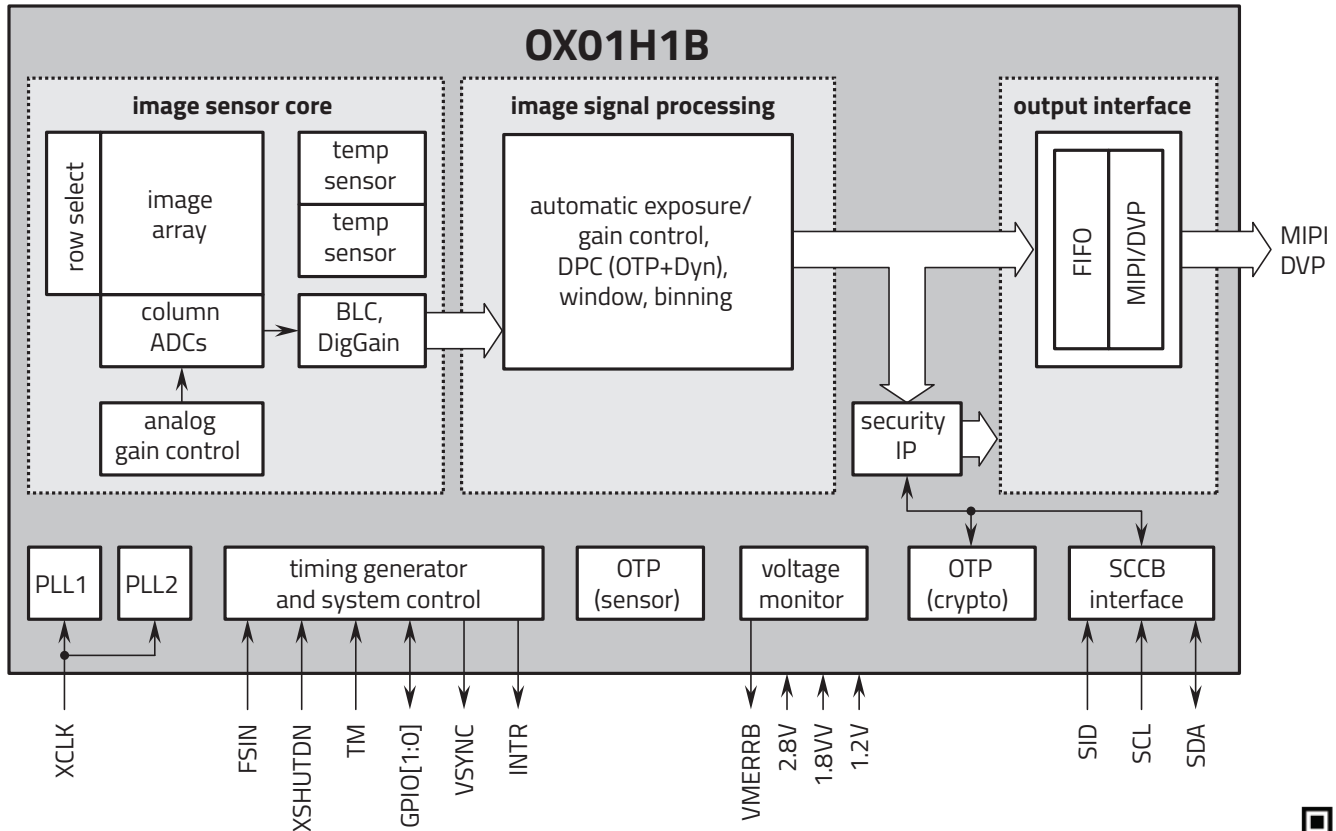 OX01H1B
image sensor core
row select
image
array
temp
sensor
temp
sensor
column
ADCs
BLC,
DigGain
analog
gain control
image signal processing
automatic exposure/
gain control,
DPC (OTP+Dyn),
window, binning
output interface
FIFO
MIPI/DVP
MIPI
DVP
security
IP
PLL1
PLL2
timing generator
and system control
OTP
(sensor)
voltage
monitor
OTP
(crypto)
SCCB
interface
XCLK
FSIN
XSHUTDN
TM
GPIO[1:0]
VSYNC
INTR
VMERRB
2.8V
1.8VV
1.2V
SID
SCL
SDA